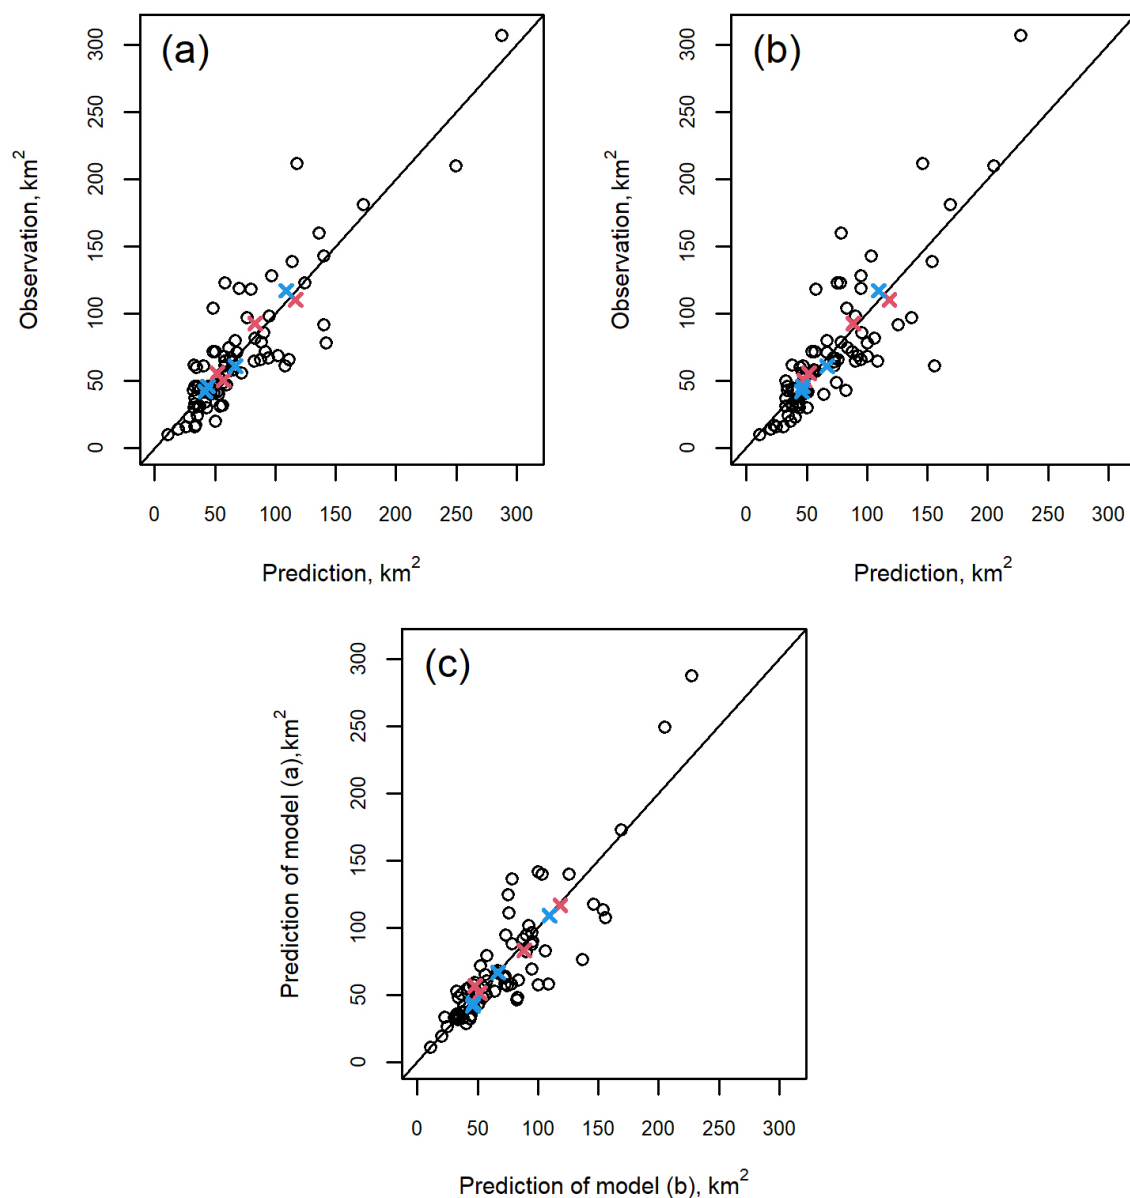 (a)
300
250
200
150
100
50
0
Observation, km²
0 50 100 150 200 250 300
Prediction, km²
(b)
300
250
200
150
100
50
0
Observation, km²
0 50 100 150 200 250 300
Prediction, km²
(c)
300
250
200
150
100
50
0
Prediction of model (a),km²
0 50 100 150 200 250 300
Prediction of model (b), km²